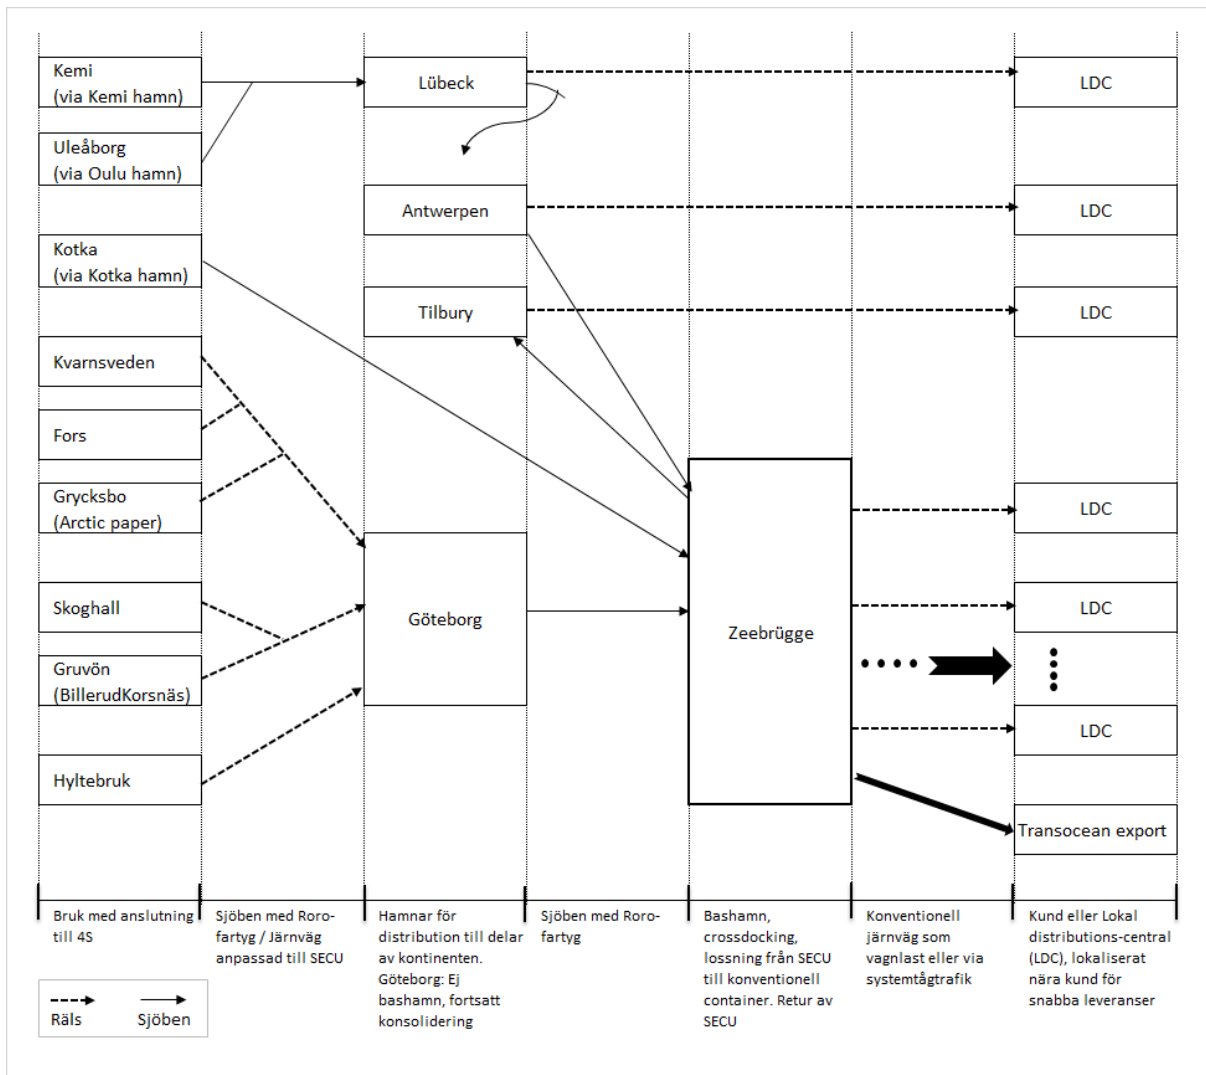 Kemi
(via Kemi hamn)
Uleåborg
(via Oulu hamn)
Kotka
(via Kotka hamn)
Kvarnsveden
Fors
Grycksbo
(Arctic paper)
Skoghall
Gruvön
(BillerudKorsnäs)
Hyltebruk
Lübeck
Antwerpen
Tilbury
Göteborg
Zeebrügge
LDC
LDC
LDC
LDC
LDC
LDC
Transocean export
Bruk med anslutning
till 4S
Sjöben med Roro-
fartyg / Järnväg
anpassad till SECU
Hamnar för
distribution till delar
av kontinenten.
Göteborg: Ej
bashamn, fortsatt
konsolidering
Sjöben med Roro-
fartyg
Bashamn,
crossdocking,
lossning från SECU
till konventionell
container. Retur av
SECU
Konventionell
järnväg som
vagnlast eller via
systemtågtrafik
Kund eller Lokal
distributions-central
(LDC), lokaliserat
nära kund för
snabba leveranser
Räls
Sjöben